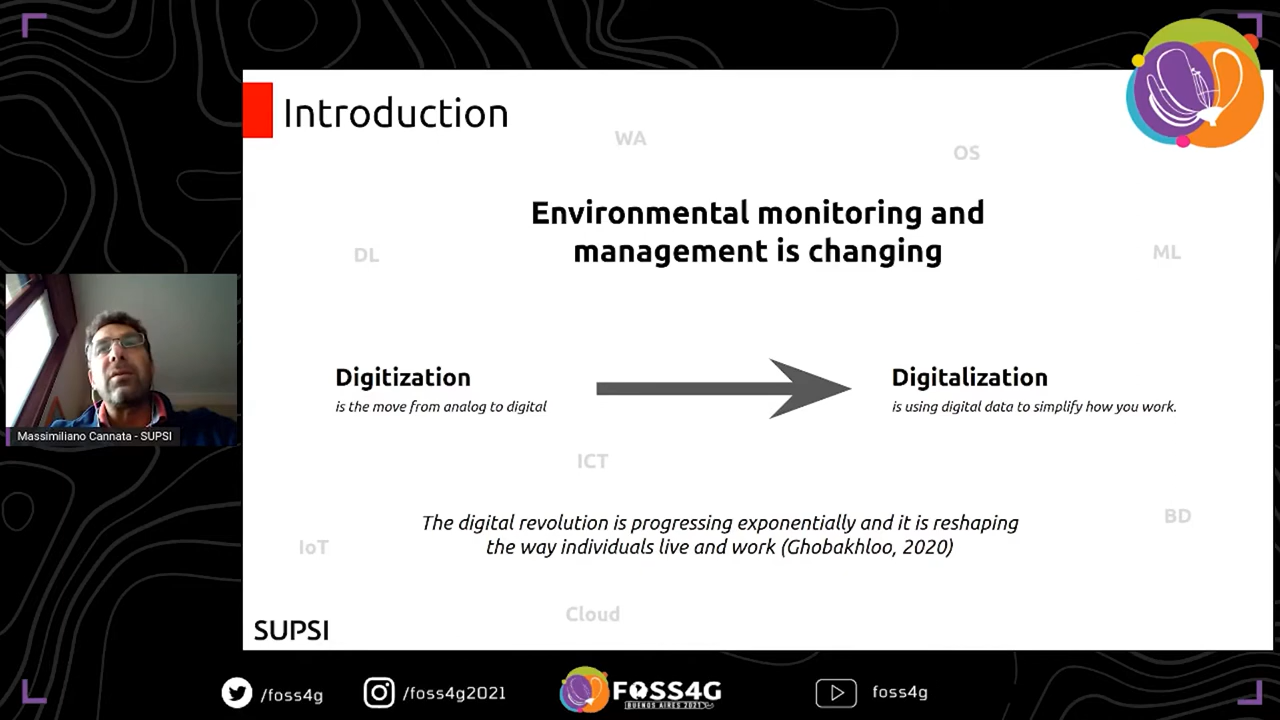 Introduction
WA
OS
Environmental monitoring and
management is changing
DL
ML
Digitization
is the move from analog to digital
Digitalization
is using digital data to simplify how you work.
Massimiliano Cannata - SUPSI
ICT
BD
The digital revolution is progressing exponentially and it is reshaping
the way individuals live and work (Ghobakhloo, 2020)
IoT
Cloud
SUPSI
/foss4g
/foss4g2021
FOSS4G
BUENOS AIRES 2021
foss4g